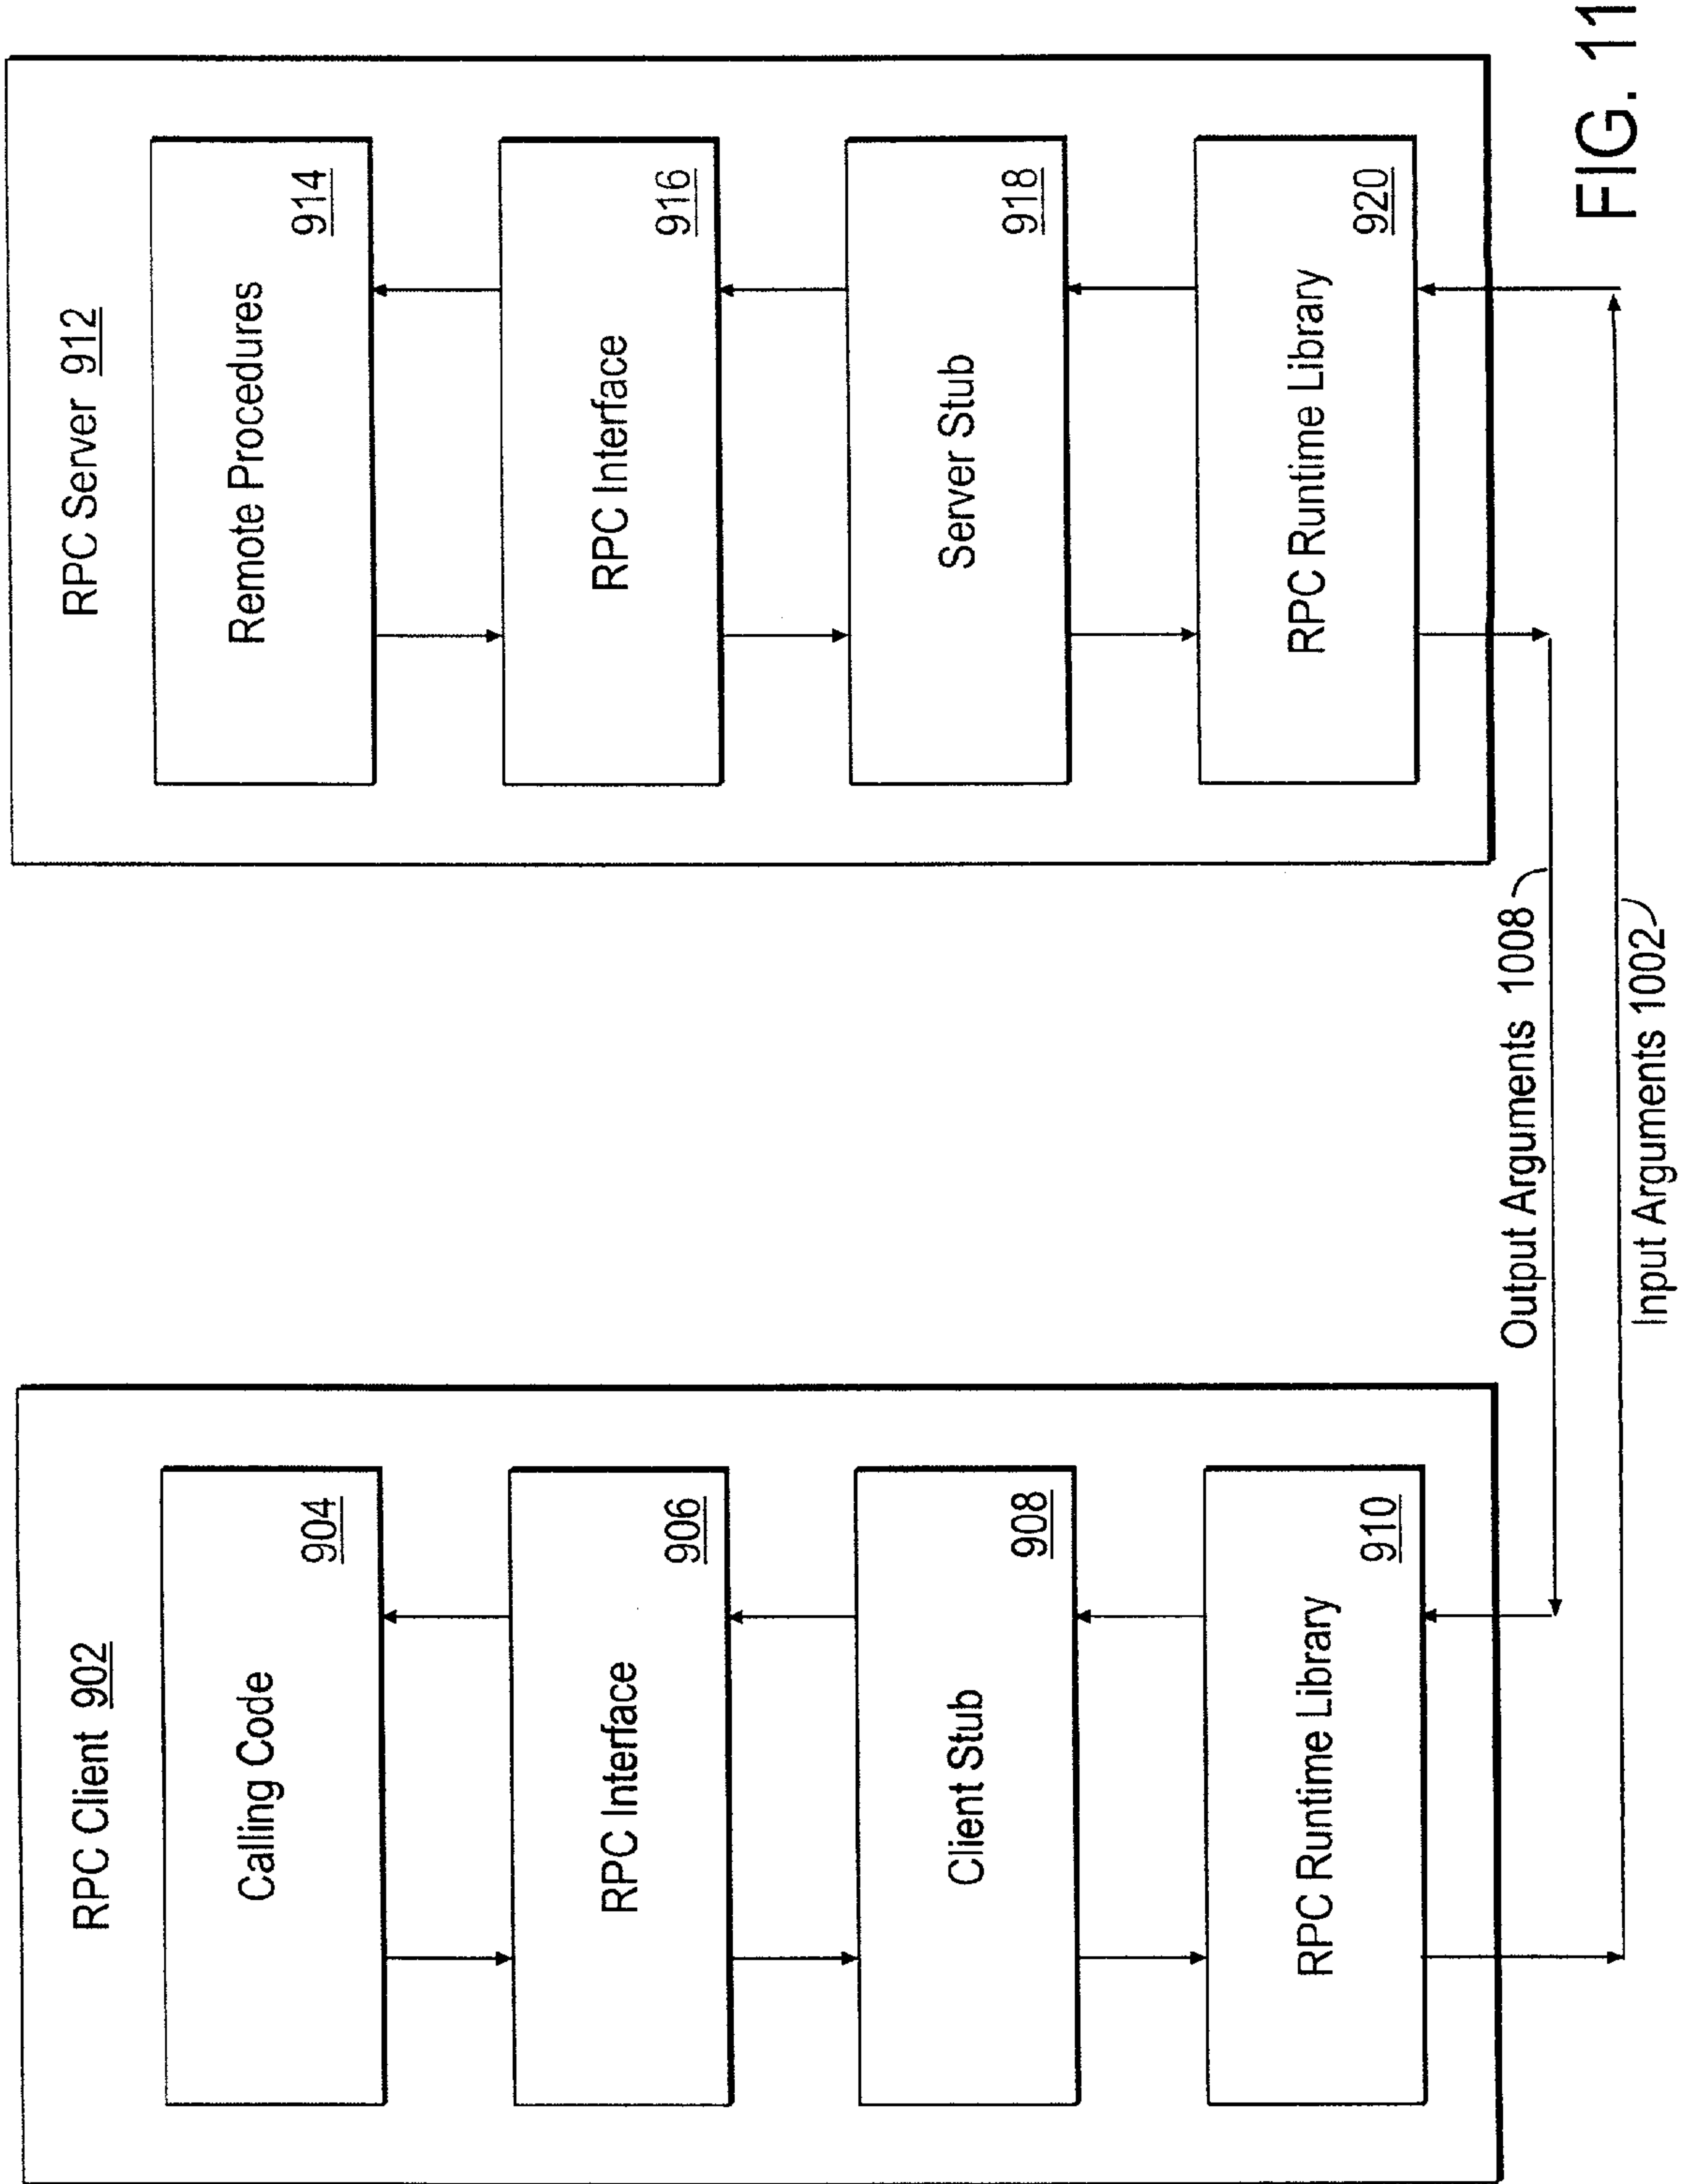 RPC Client 902
Calling Code
904
RPC Interface
906
Client Stub
908
RPC Runtime Library
910
RPC Server 912
Remote Procedures
914
RPC Interface
916
Server Stub
918
RPC Runtime Library
920
Output Arguments 1008
Input Arguments 1002
FIG. 11